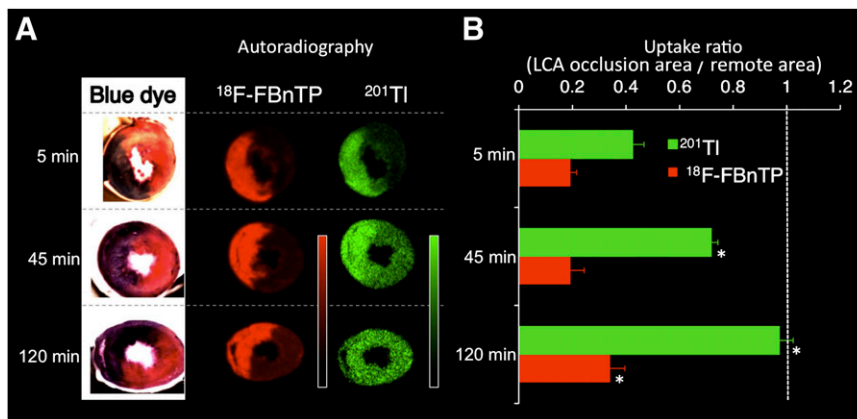 A
Autoradiography
Blue dye
¹⁸F-FBnTP
²⁰¹Tl
5 min
45 min
120 min
B
Uptake ratio
(LCA occlusion area / remote area)
0 0.2 0.4 0.6 0.8 1 1.2
5 min
²⁰¹Tl
¹⁸F-FBnTP
45 min
*
120 min
*
*